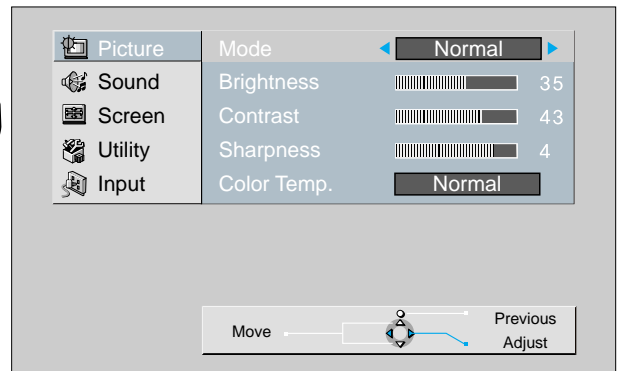 Picture
Sound
Screen
Utility
Input
Mode Normal
Brightness 35
Contrast 43
Sharpness 4
Color Temp. Normal
Move
Previous
Adjust